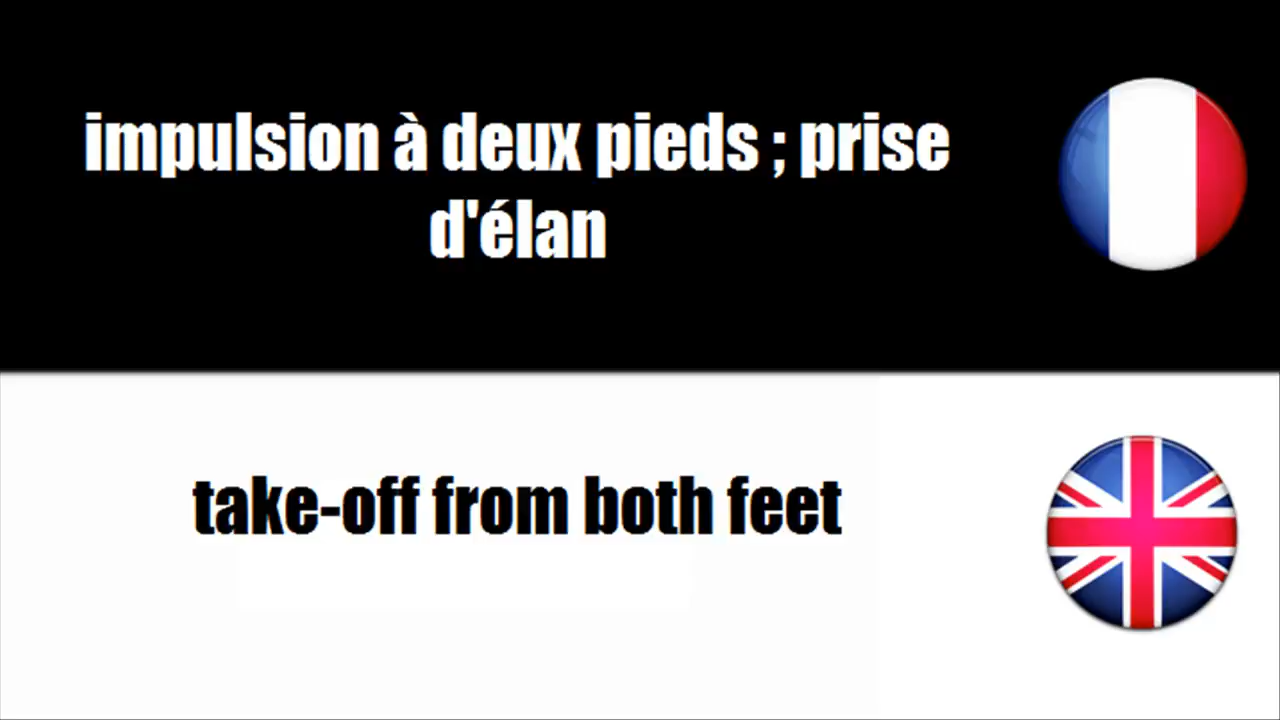 impulsion à deux pieds ; prise
d'élan
take-off from both feet